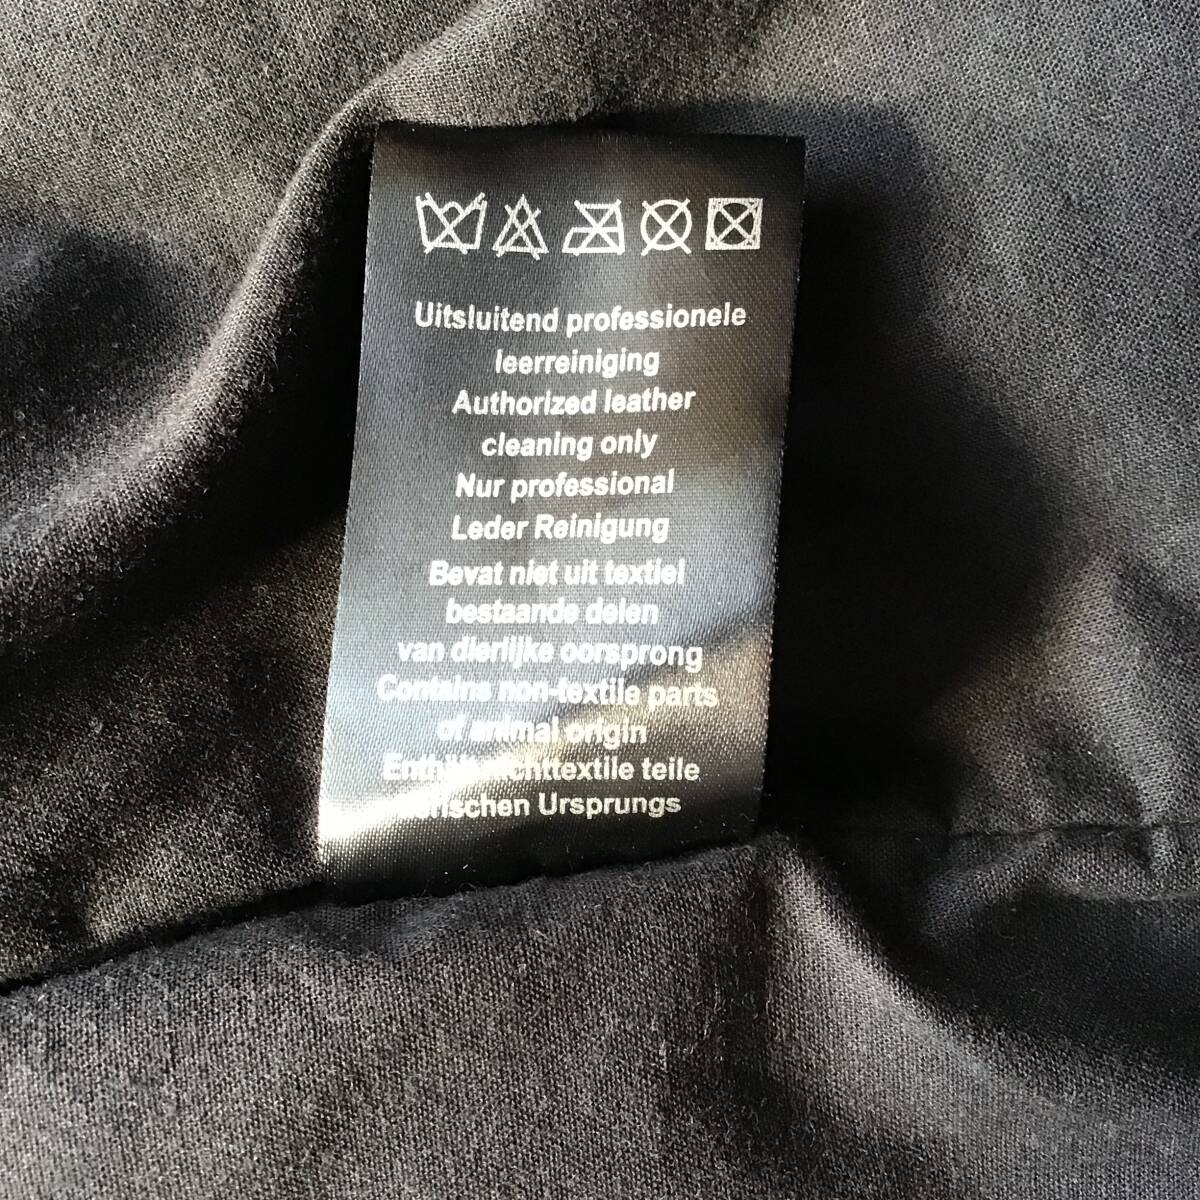 Uitsluitend professionele
leerreiniging
Authorized leather
cleaning only
Nur professional
Leder Reinigung
Bevat niet uit textiel
bestaande delen
van dierlijke oorsprong
Contains non-textile parts
of animal origin
teile
Ursprungs